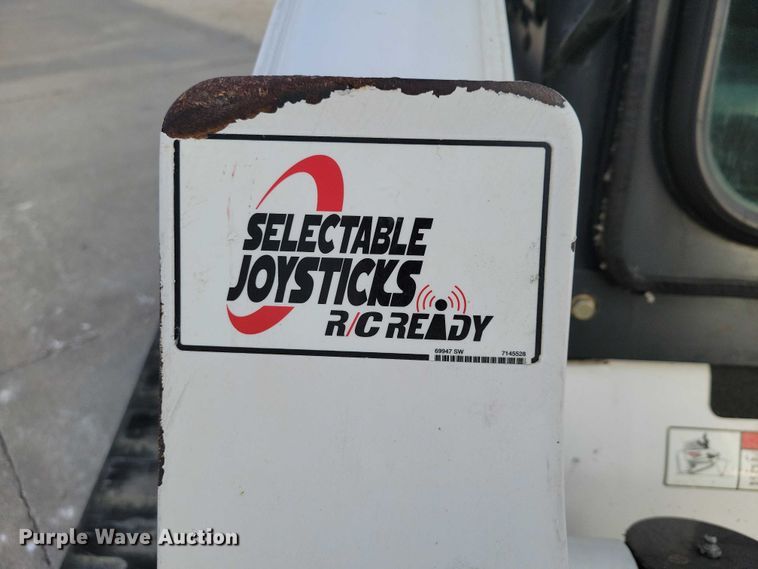 SELECTABLE
JOYSTICKS
R/C READY
69947 SW 7145528
Purple Wave Auction